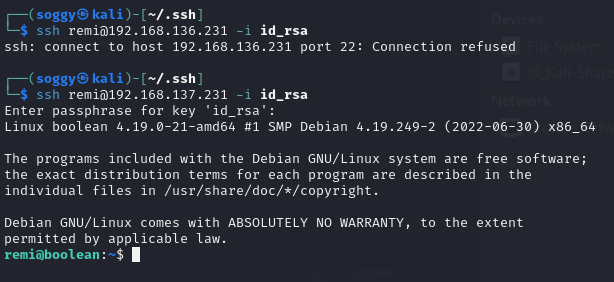 ┌──(soggy㉿kali)-[~/.ssh]
└─$ ssh remi@192.168.136.231 -i id_rsa
ssh: connect to host 192.168.136.231 port 22: Connection refused
┌──(soggy㉿kali)-[~/.ssh]
└─$ ssh remi@192.168.137.231 -i id_rsa
Enter passphrase for key 'id_rsa':
Linux boolean 4.19.0-21-amd64 #1 SMP Debian 4.19.249-2 (2022-06-30) x86_64
The programs included with the Debian GNU/Linux system are free software;
the exact distribution terms for each program are described in the
individual files in /usr/share/doc/*/copyright.
Debian GNU/Linux comes with ABSOLUTELY NO WARRANTY, to the extent
permitted by applicable law.
remi@boolean:~$
Devices
File System
sf_Kali-Share
Network